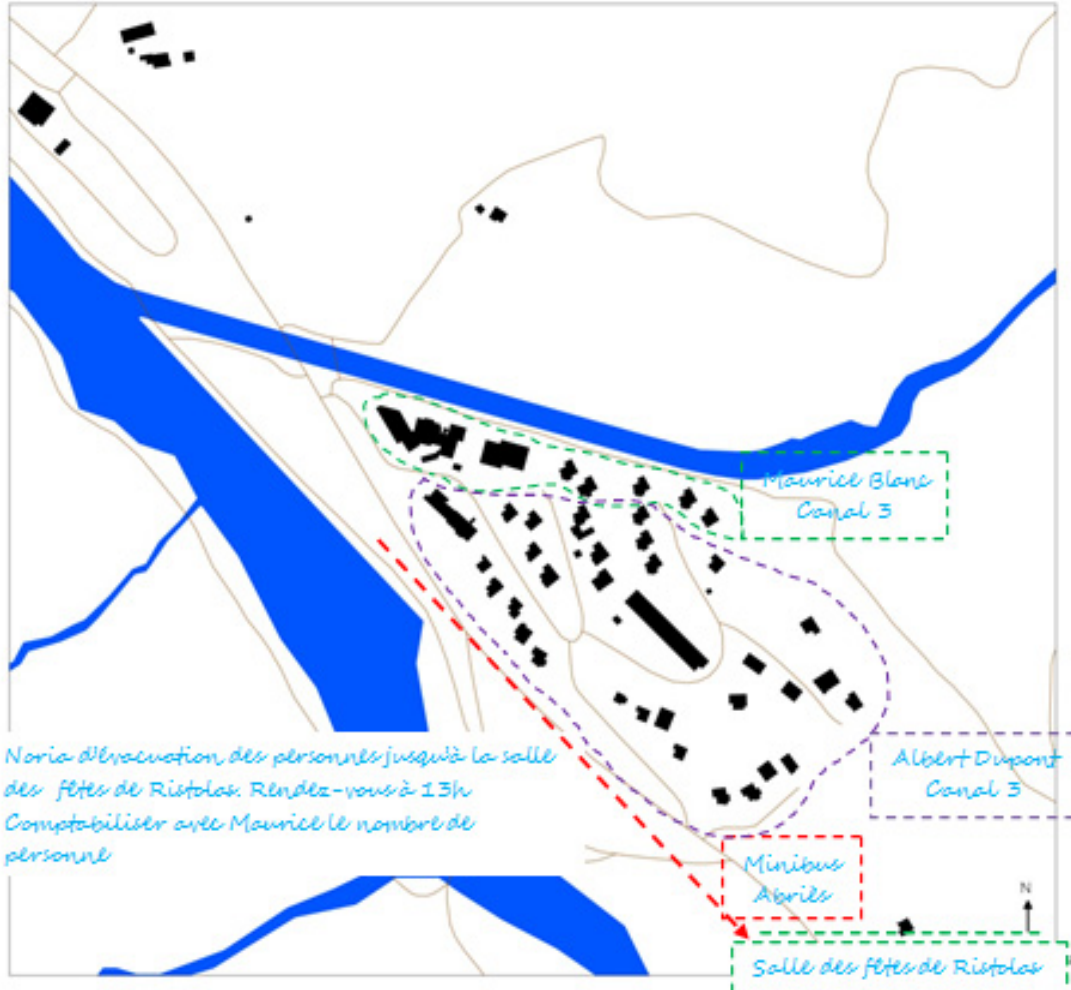 Maurice Blanc
Canal 3
Noria d'évacuation des personnes jusqu'à la salle
des fêtes de Ristolas. Rendez-vous à 13h
Comptabiliser avec Maurice le nombre de
personne
Albert Dupont
Canal 3
Minibus
Abriès
N
Salle des fêtes de Ristolas